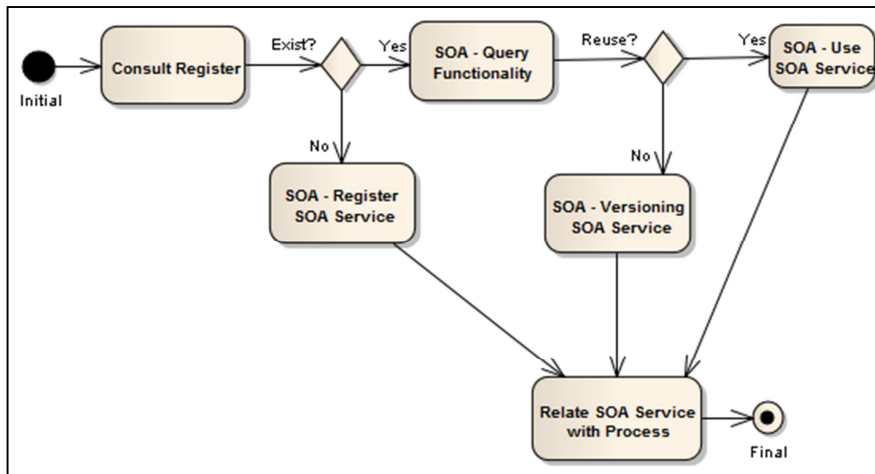 Initial
Consult Register
Exist?
Yes
SOA - Query
Functionality
Reuse?
Yes
SOA - Use
SOA Service
No
SOA - Register
SOA Service
No
SOA - Versioning
SOA Service
Relate SOA Service
with Process
Final